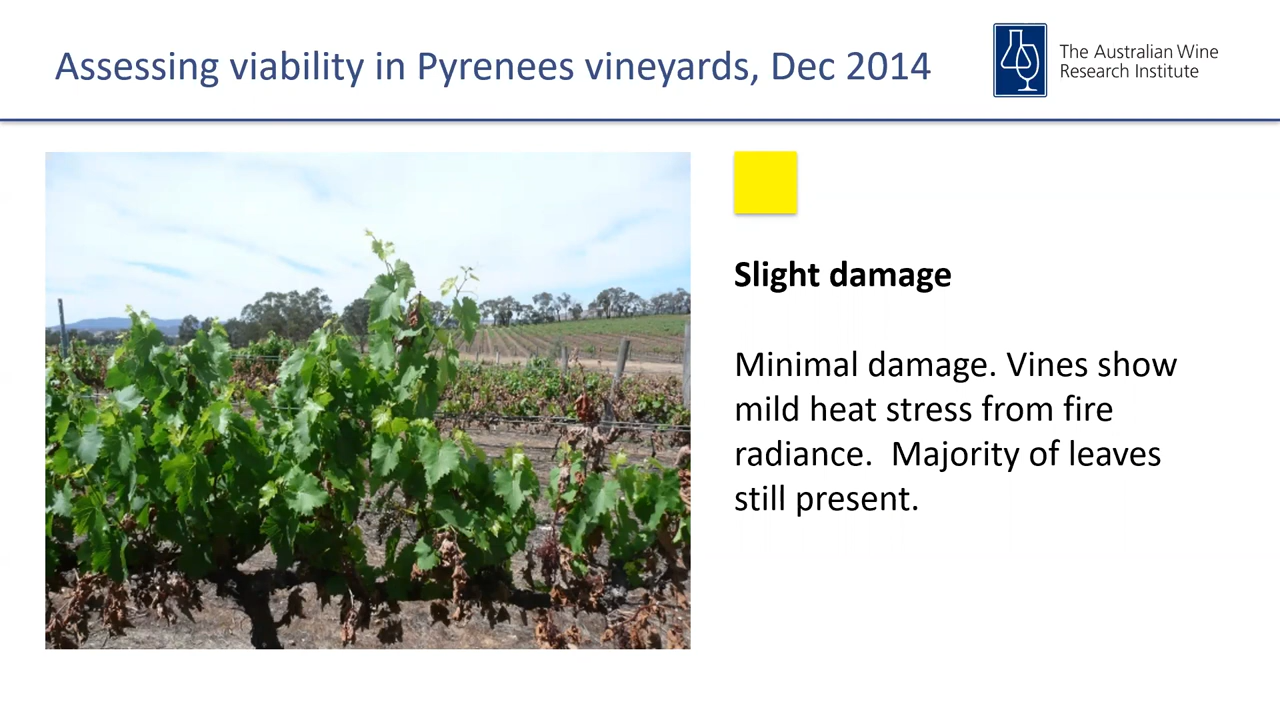 Assessing viability in Pyrenees vineyards, Dec 2014
The Australian Wine
Research Institute
Slight damage
Minimal damage. Vines show
mild heat stress from fire
radiance.  Majority of leaves
still present.